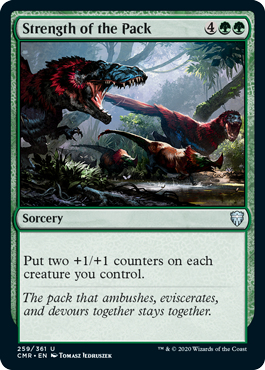 Strength of the Pack 4
Sorcery
Put two +1/+1 counters on each
creature you control.
The pack that ambushes, eviscerates,
and devours together stays together.
259/361 U
CMR • EN Tomasz Jedruszek ™ & © 2020 Wizards of the Coast